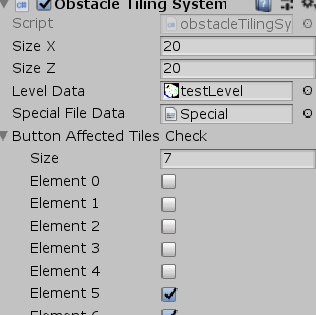 Obstacle Tiling System
Script obstacleTilingSy
Size X 20
Size Z 20
Level Data testLevel
Special File Data Special
Button Affected Tiles Check
Size 7
Element 0
Element 1
Element 2
Element 3
Element 4
Element 5
Element 6